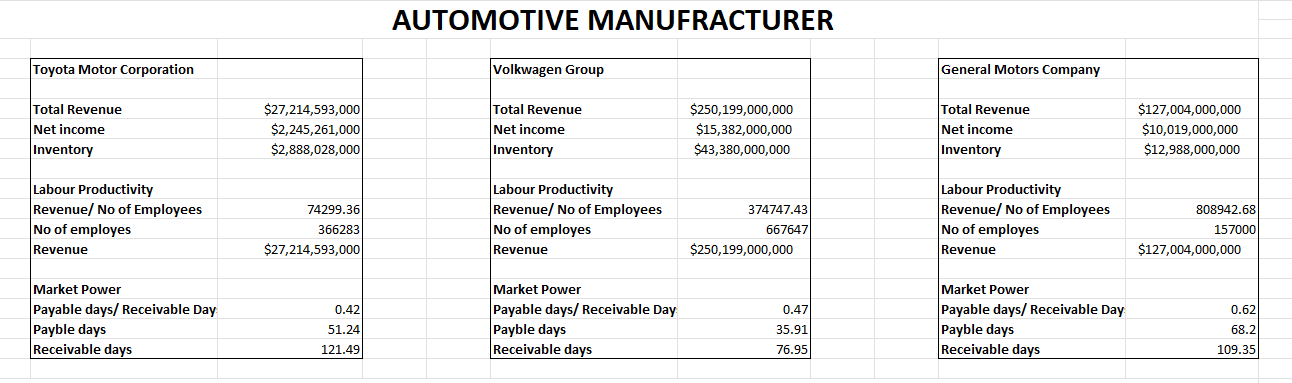 AUTOMOTIVE MANUFRACTURER
Toyota Motor Corporation
Total Revenue $27,214,593,000
Net income $2,245,261,000
Inventory $2,888,028,000
Labour Productivity
Revenue/ No of Employees 74299.36
No of employes 366283
Revenue $27,214,593,000
Market Power
Payable days/ Receivable Day 0.42
Payble days 51.24
Receivable days 121.49
Volkwagen Group
Total Revenue $250,199,000,000
Net income $15,382,000,000
Inventory $43,380,000,000
Labour Productivity
Revenue/ No of Employees 374747.43
No of employes 667647
Revenue $250,199,000,000
Market Power
Payable days/ Receivable Day 0.47
Payble days 35.91
Receivable days 76.95
General Motors Company
Total Revenue $127,004,000,000
Net income $10,019,000,000
Inventory $12,988,000,000
Labour Productivity
Revenue/ No of Employees 808942.68
No of employes 157000
Revenue $127,004,000,000
Market Power
Payable days/ Receivable Day 0.62
Payble days 68.2
Receivable days 109.35